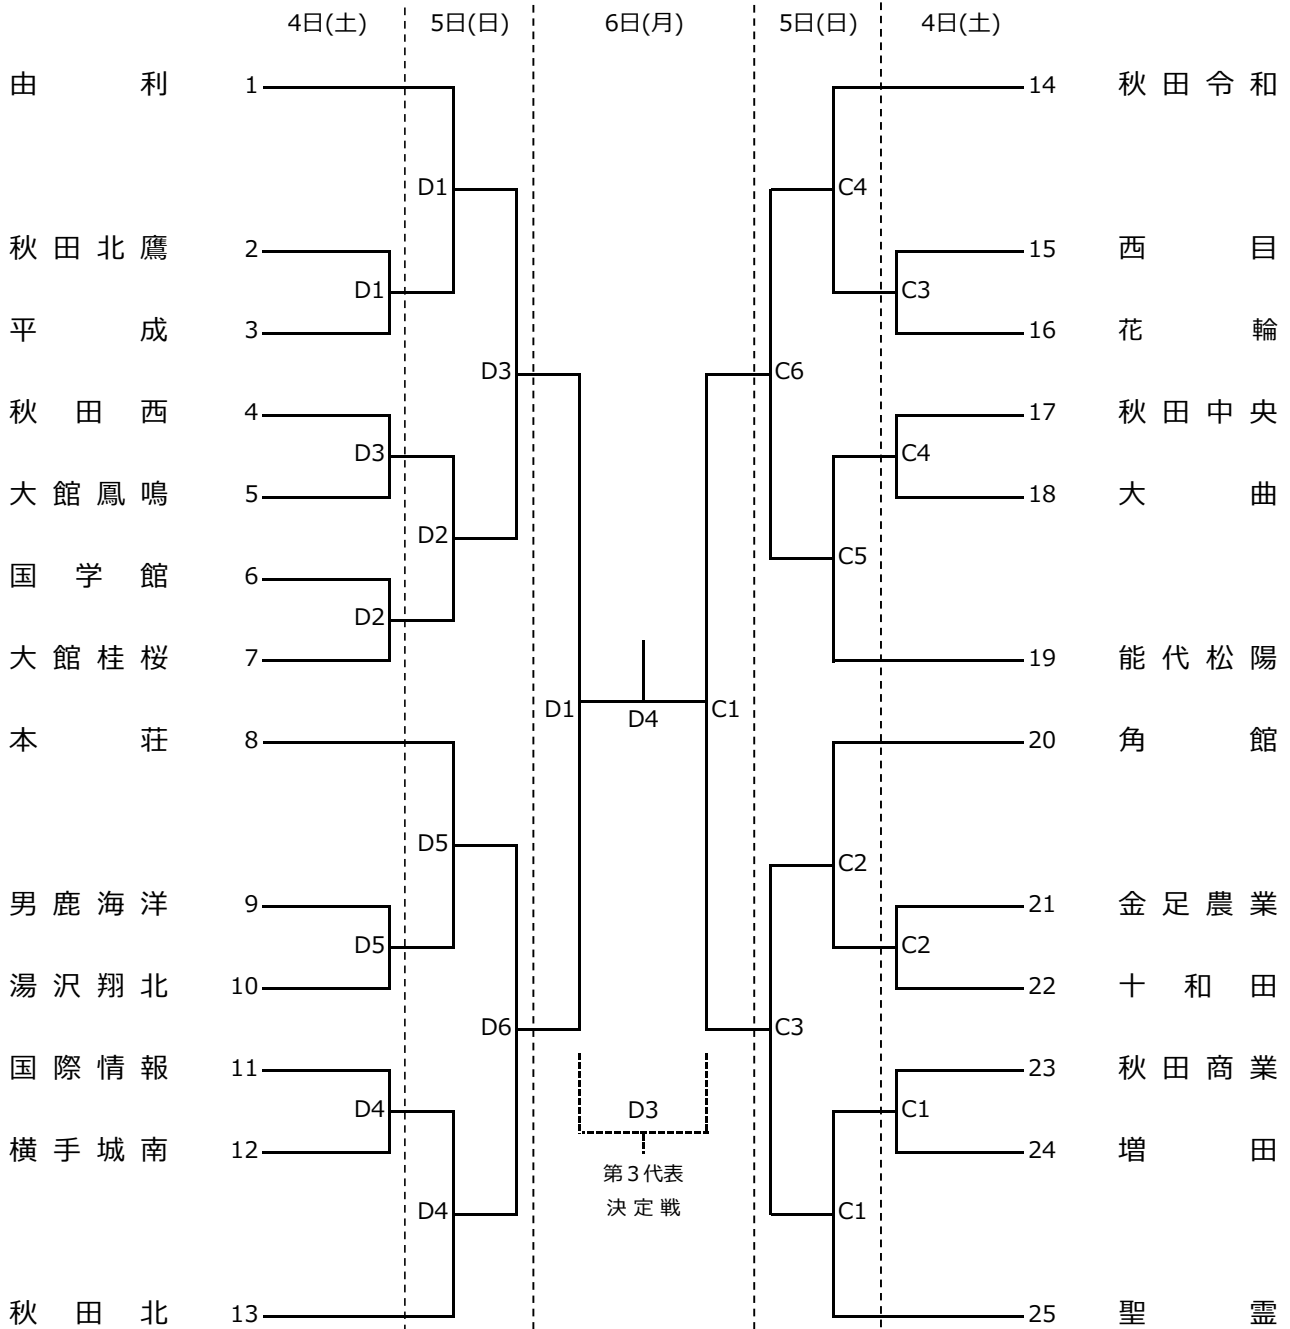 4日(土) 5日(日) 6日(月) 5日(日) 4日(土)
由利 1 14 秋田令和
D1 C4
秋田北鷹 2 15 西目
D1 C3
平成 3 16 花輪
D3 C6
秋田西 4 17 秋田中央
D3 C4
大館鳳鳴 5 18 大曲
D2 C5
国学館 6
D2
大館桂桜 7 19 能代松陽
D1 D4 C1
本荘 8 20 角館
D5 C2
男鹿海洋 9 21 金足農業
D5 C2
湯沢翔北 10 22 十和田
D6 C3
国際情報 11 23 秋田商業
D4 D3 C1
横手城南 12 24 増田
第3代表
決定戦
D4 C1
秋田北 13 25 聖霊